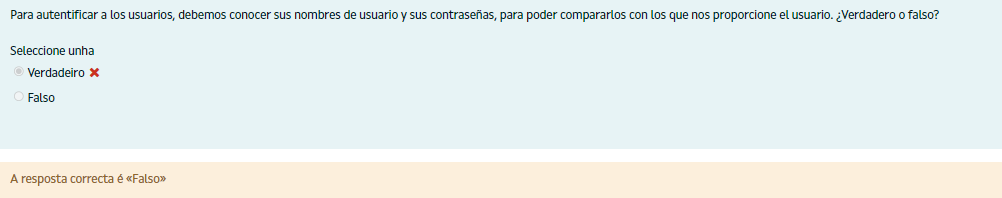 Para autentificar a los usuarios, debemos conocer sus nombres de usuario y sus contraseñas, para poder compararlos con los que nos proporcione el usuario. ¿Verdadero o falso?
Seleccione unha
Verdadeiro
Falso
A resposta correcta é «Falso»